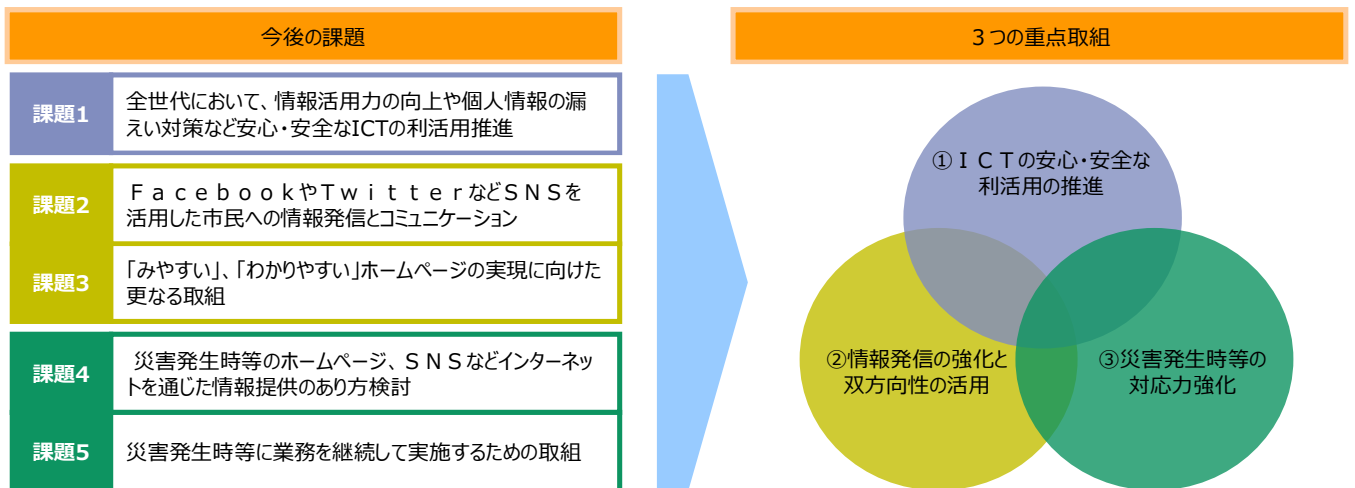 今後の課題
課題1
全世代において、情報活用力の向上や個人情報の漏
えい対策など安心・安全なICTの利活用推進
課題2
ＦａｃｅｂｏｏｋやＴｗｉｔｔｅｒなどＳＮＳを
活用した市民への情報発信とコミュニケーション
課題3
「みやすい」、「わかりやすい」ホームページの実現に向けた
更なる取組
課題4
災害発生時等のホームページ、ＳＮＳなどインターネッ
トを通じた情報提供のあり方検討
課題5
災害発生時等に業務を継続して実施するための取組
３つの重点取組
①ＩＣＴの安心・安全な
利活用の推進
②情報発信の強化と
双方向性の活用
③災害発生時等の
対応力強化